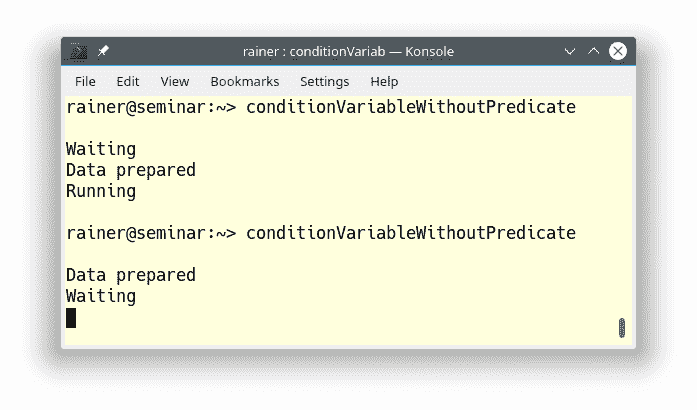 rainer : conditionVariab — Konsole
File Edit View Bookmarks Settings Help
rainer@seminar:~> conditionVariableWithoutPredicate
Waiting
Data prepared
Running
rainer@seminar:~> conditionVariableWithoutPredicate
Data prepared
Waiting